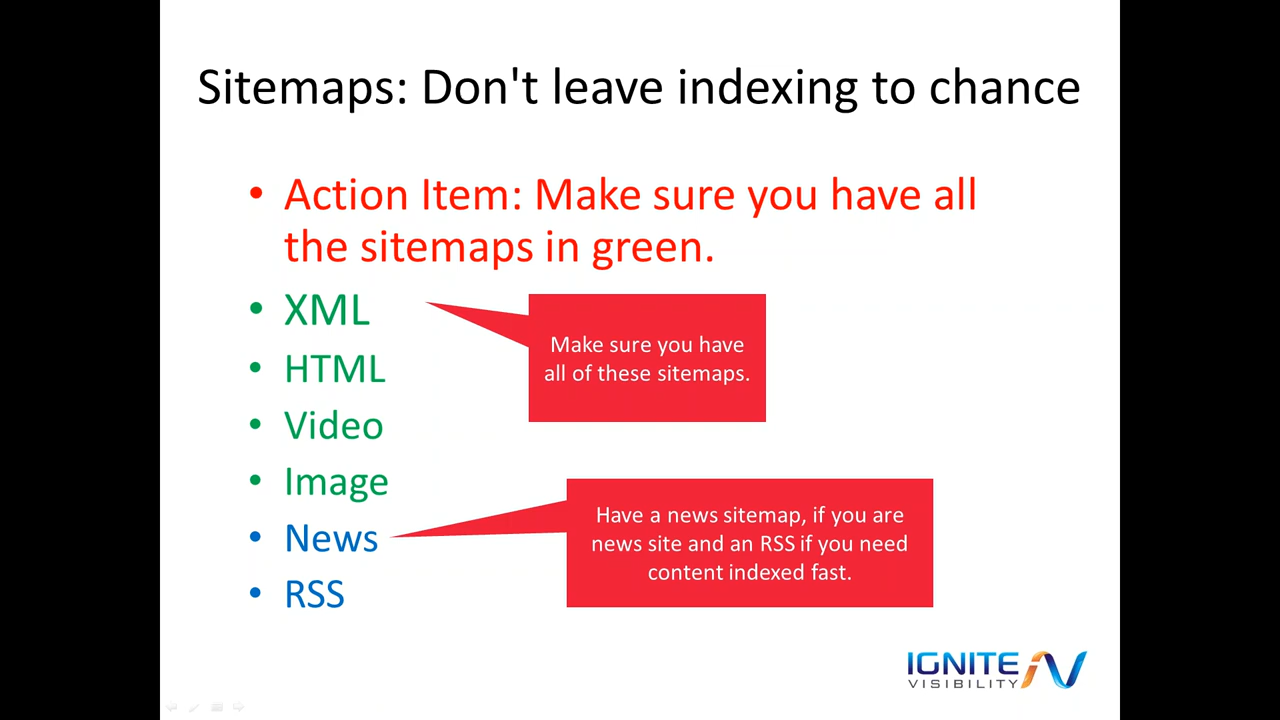 Sitemaps: Don't leave indexing to chance
• Action Item: Make sure you have all
the sitemaps in green.
• XML
• HTML
• Video
• Image
• News
• RSS
Make sure you have
all of these sitemaps.
Have a news sitemap, if you are
news site and an RSS if you need
content indexed fast.
IGNITE
VISIBILITY